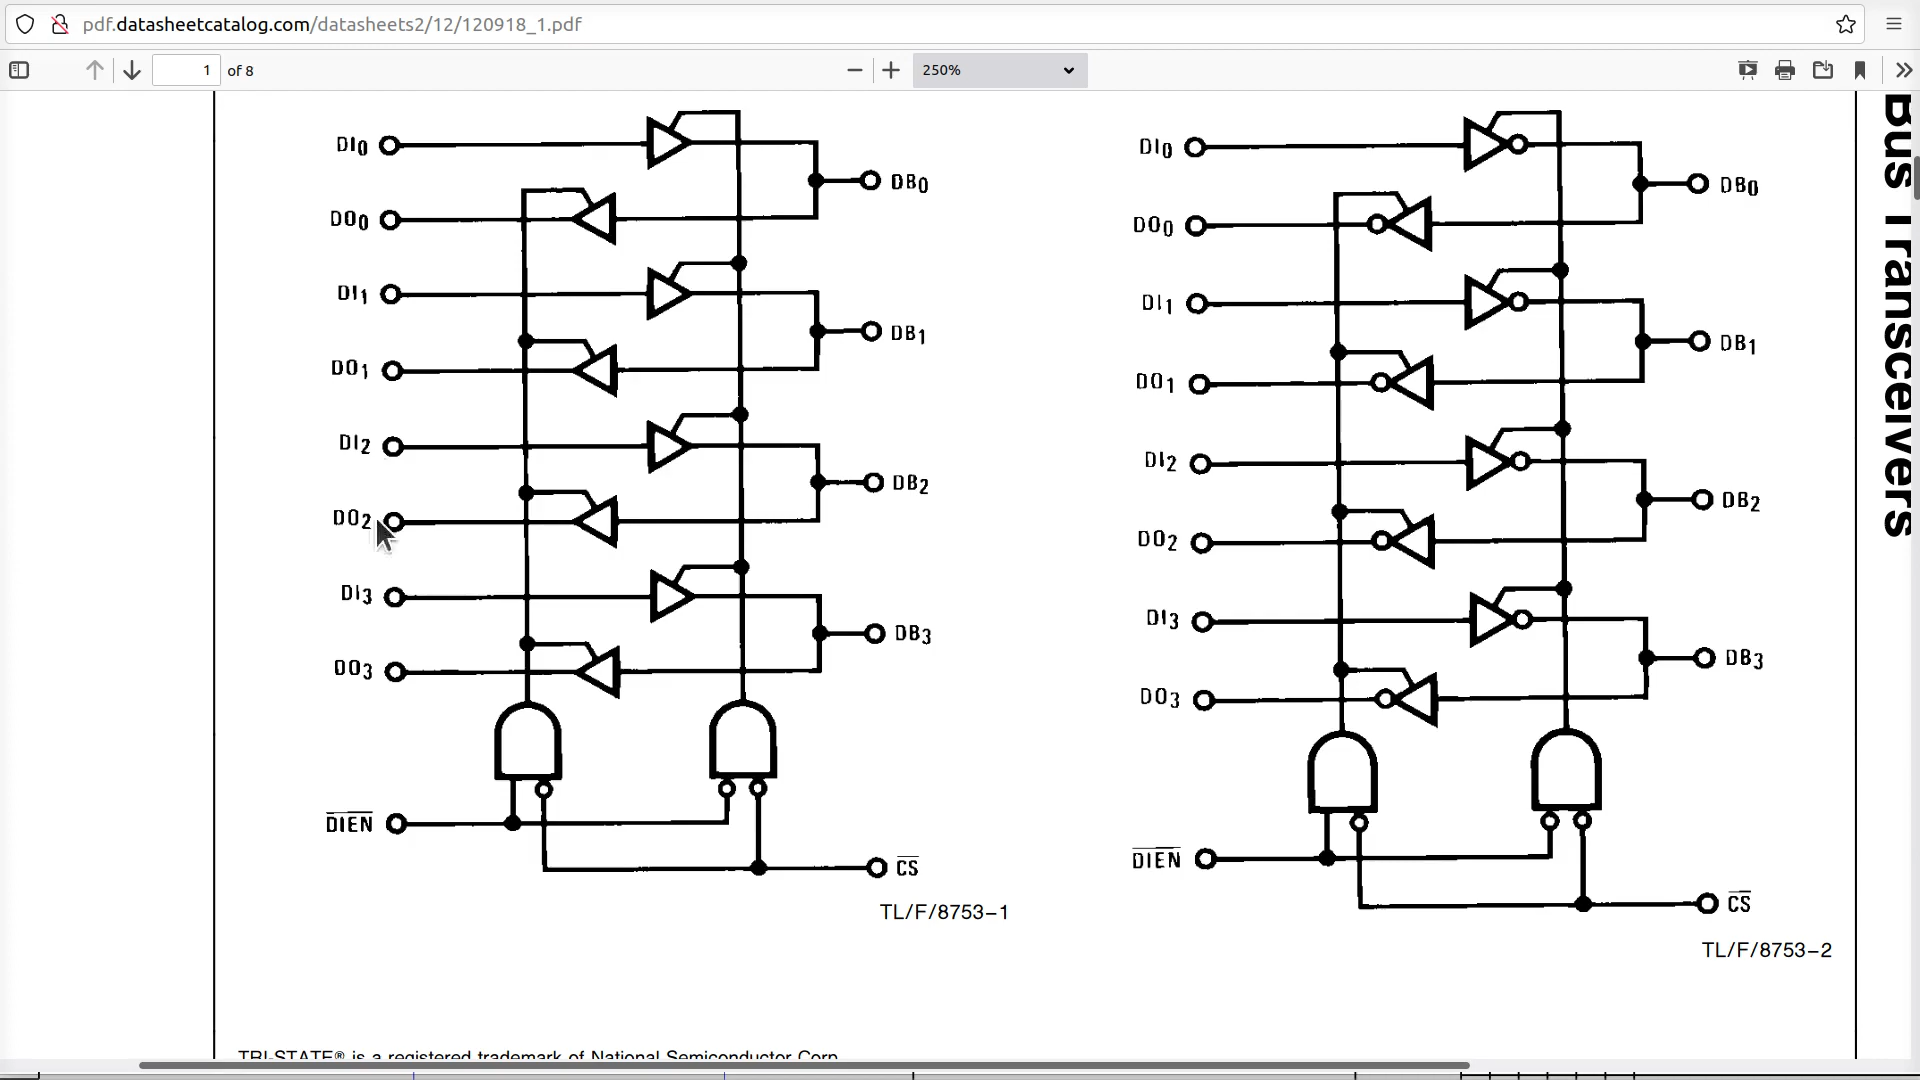 pdf.datasheetcatalog.com/datasheets2/12/120918_1.pdf
1 of 8
250%
DI0
DB0
DO0
DI1
DB1
DO1
DI2
DB2
DO2
DI3
DB3
DO3
DIEN
CS
TL/F/8753–1
DI0
DB0
DO0
DI1
DB1
DO1
DI2
DB2
DO2
DI3
DB3
DO3
DIEN
CS
TL/F/8753–2
Bus Transceivers
TRI-STATE® is a registered trademark of National Semiconductor Corp